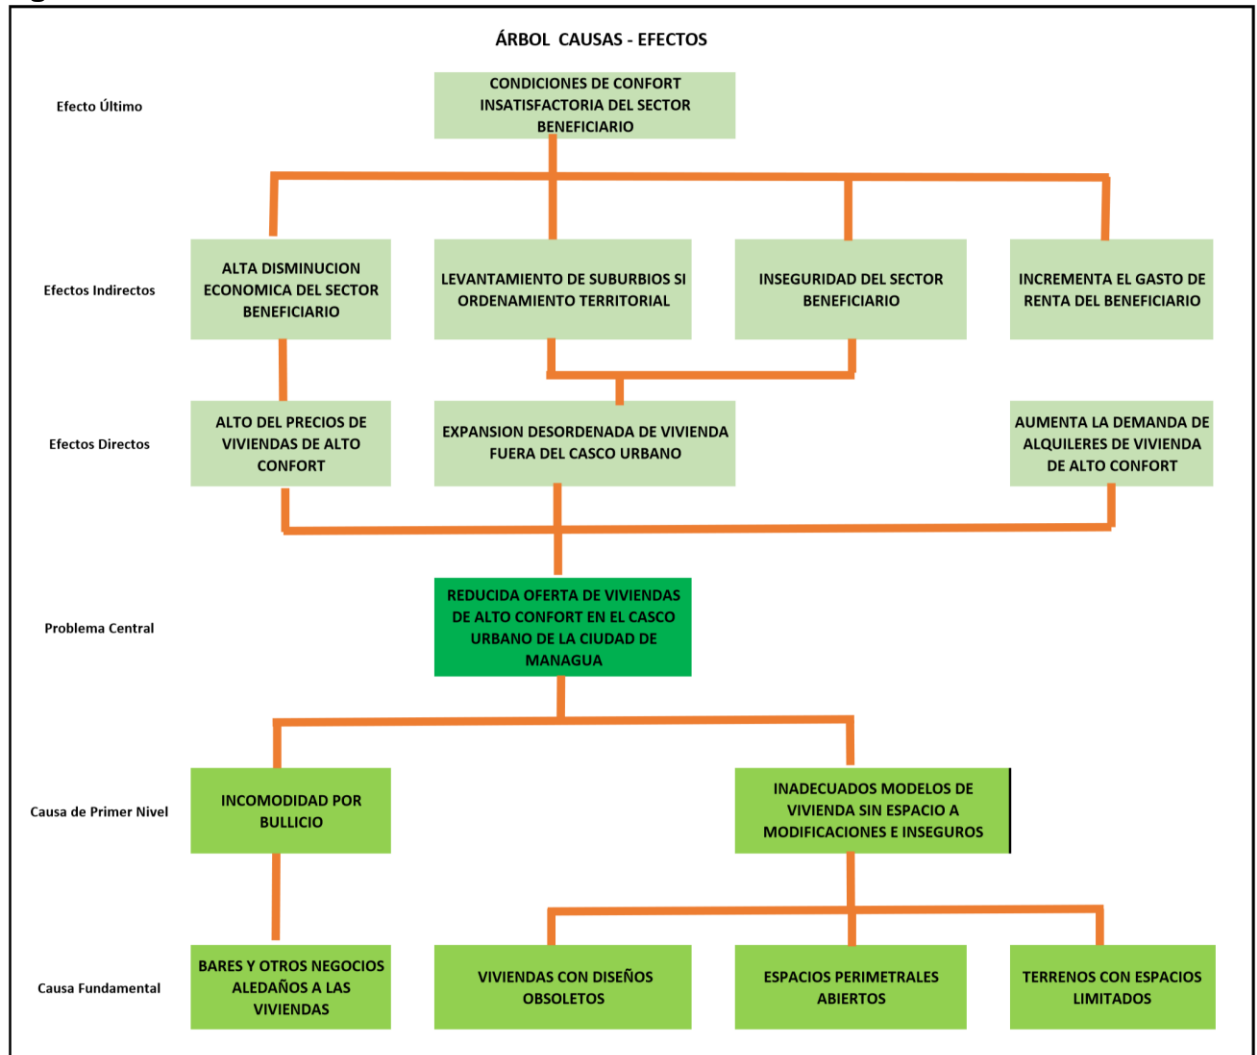 ÁRBOL CAUSAS - EFECTOS
Efecto Último
CONDICIONES DE CONFORT
INSATISFACTORIA DEL SECTOR
BENEFICIARIO
Efectos Indirectos
ALTA DISMINUCION
ECONOMICA DEL SECTOR
BENEFICIARIO
LEVANTAMIENTO DE SUBURBIOS SI
ORDENAMIENTO TERRITORIAL
INSEGURIDAD DEL SECTOR
BENEFICIARIO
INCREMENTA EL GASTO DE
RENTA DEL BENEFICIARIO
Efectos Directos
ALTO DEL PRECIOS DE
VIVIENDAS DE ALTO
CONFORT
EXPANSION DESORDENADA DE VIVIENDA
FUERA DEL CASCO URBANO
AUMENTA LA DEMANDA DE
ALQUILERES DE VIVIENDA
DE ALTO CONFORT
Problema Central
REDUCIDA OFERTA DE VIVIENDAS
DE ALTO CONFORT EN EL CASCO
URBANO DE LA CIUDAD DE
MANAGUA
Causa de Primer Nivel
INCOMODIDAD POR
BULLICIO
INADECUADOS MODELOS DE
VIVIENDA SIN ESPACIO A
MODIFICACIONES E INSEGUROS
Causa Fundamental
BARES Y OTROS NEGOCIOS
ALEDAÑOS A LAS
VIVIENDAS
VIVIENDAS CON DISEÑOS
OBSOLETOS
ESPACIOS PERIMETRALES
ABIERTOS
TERRENOS CON ESPACIOS
LIMITADOS